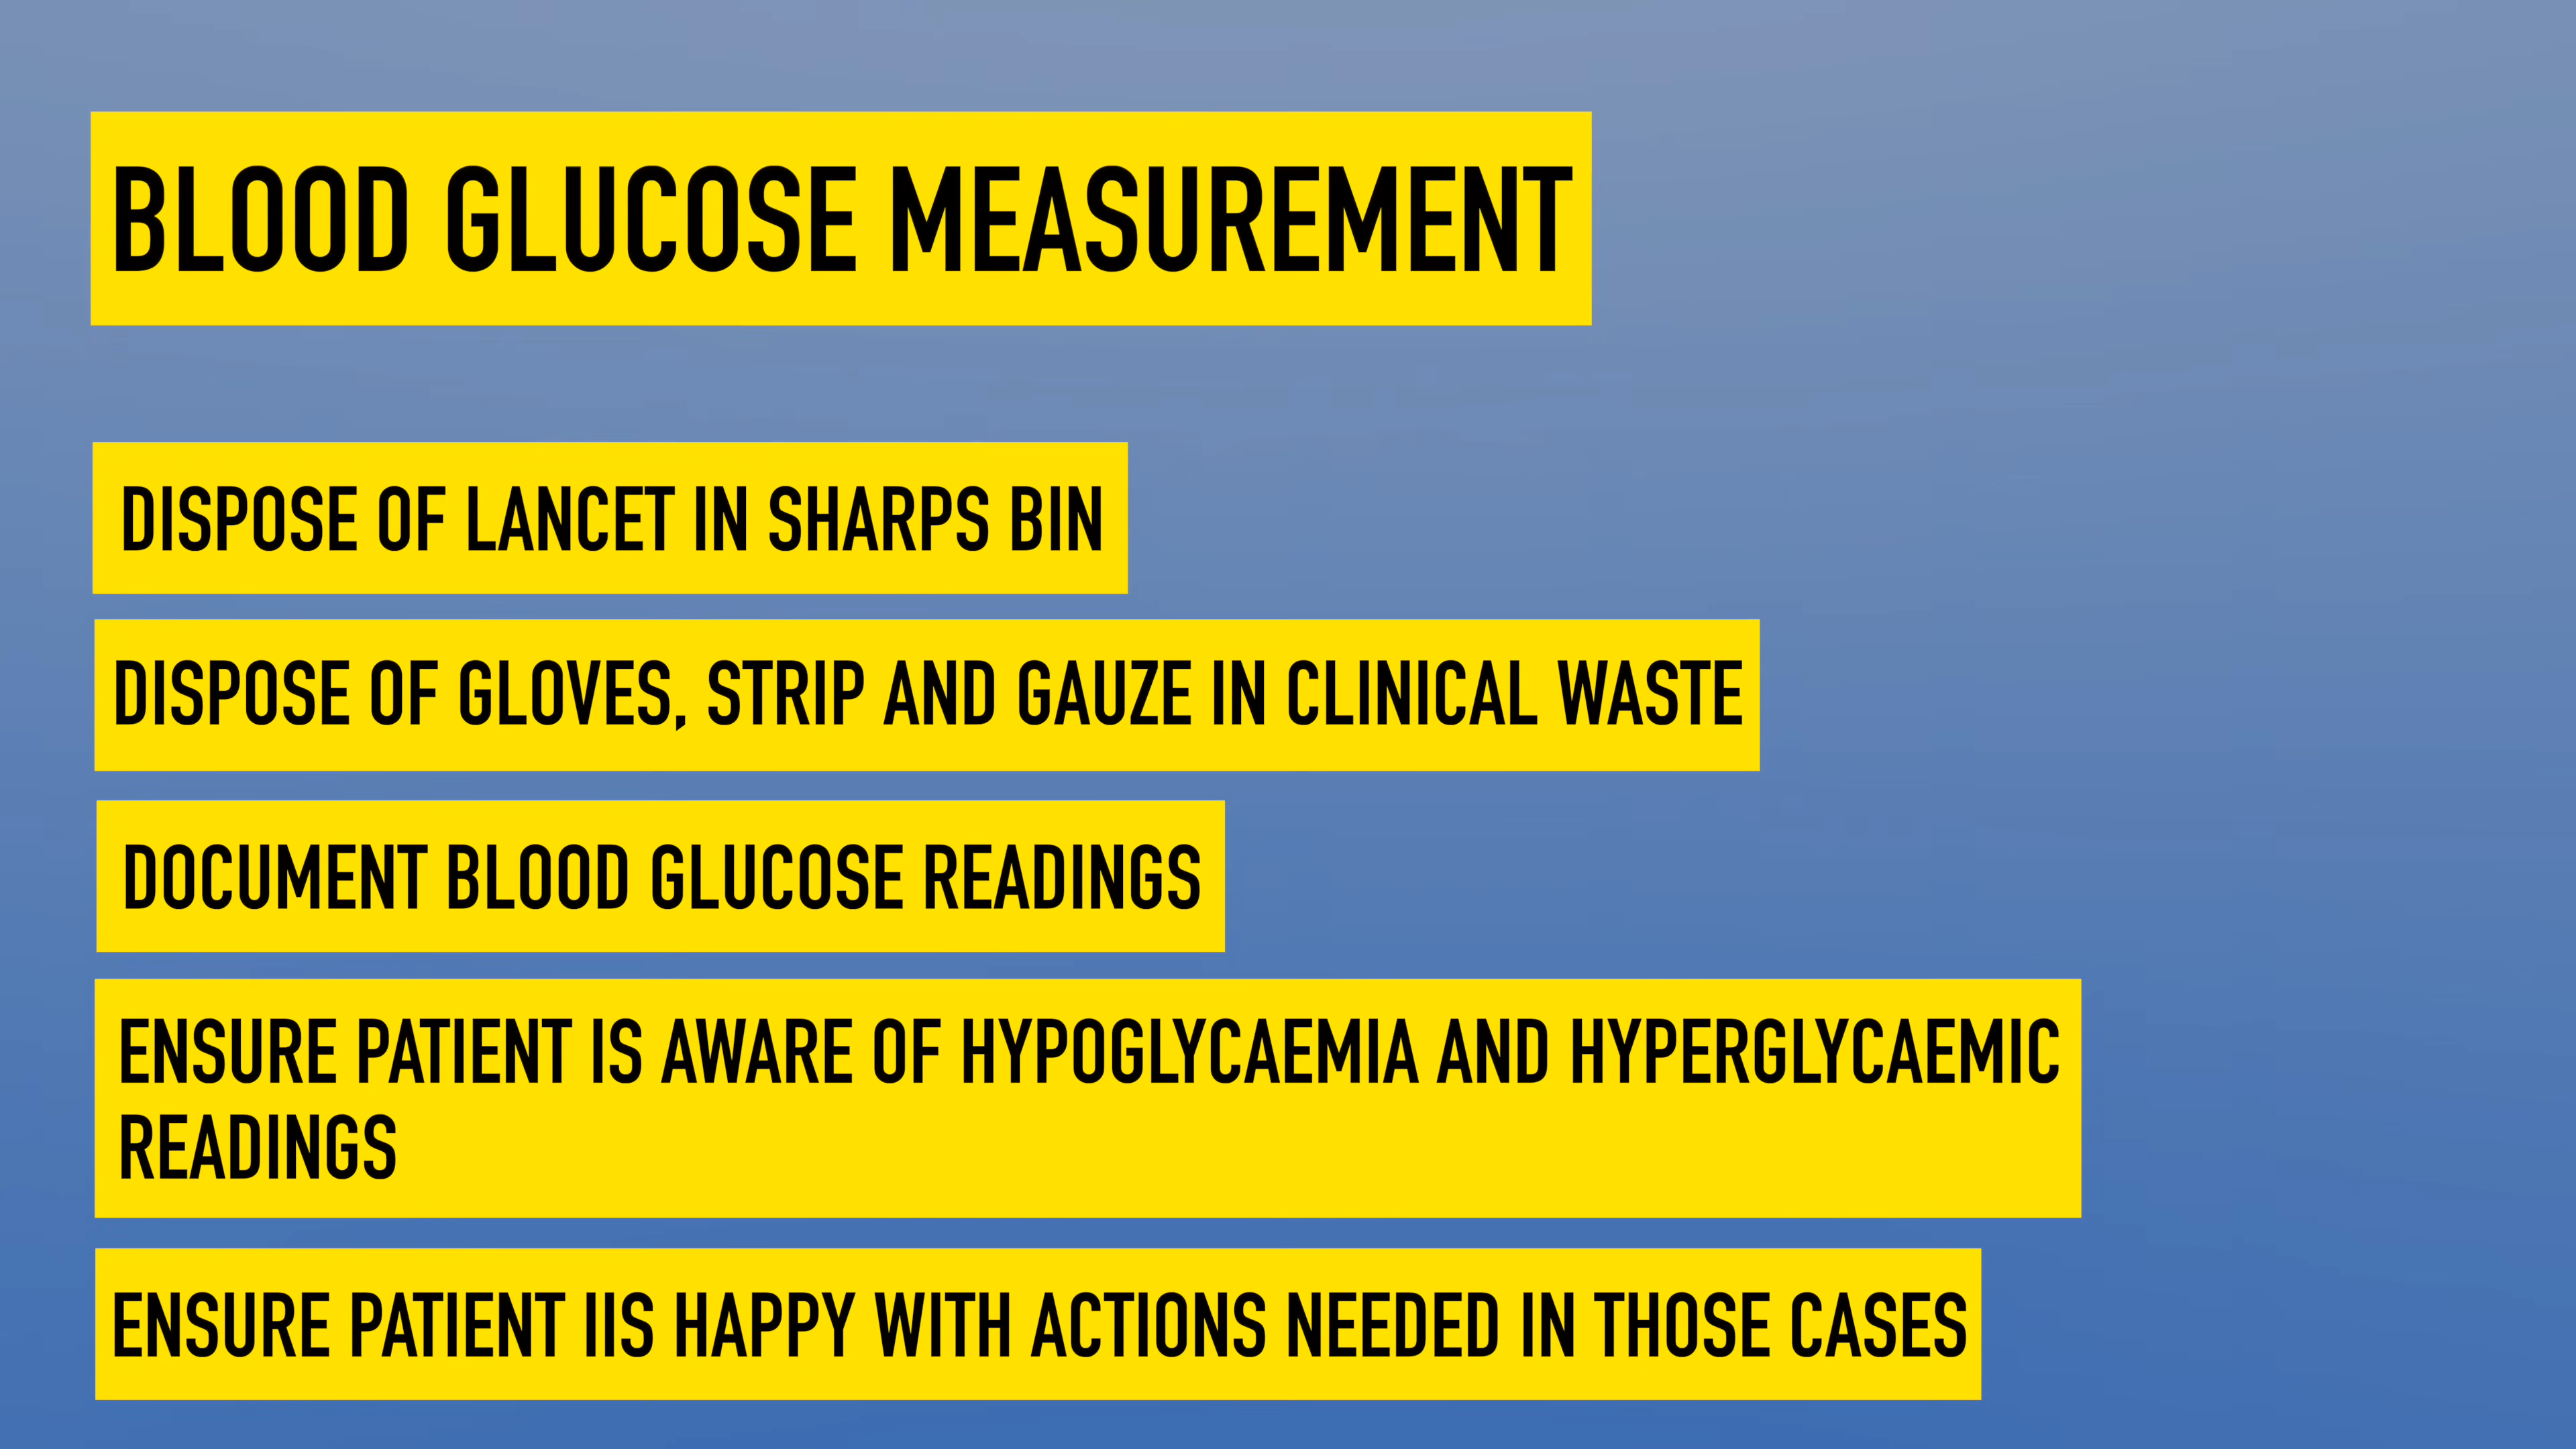 BLOOD GLUCOSE MEASUREMENT
DISPOSE OF LANCET IN SHARPS BIN
DISPOSE OF GLOVES, STRIP AND GAUZE IN CLINICAL WASTE
DOCUMENT BLOOD GLUCOSE READINGS
ENSURE PATIENT IS AWARE OF HYPOGLYCAEMIA AND HYPERGLYCAEMIC
READINGS
ENSURE PATIENT IIS HAPPY WITH ACTIONS NEEDED IN THOSE CASES